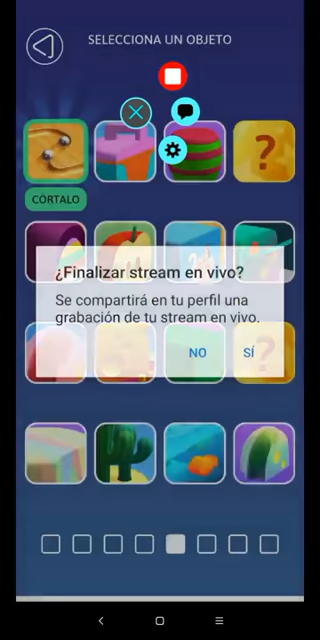 SELECCIONA UN OBJETO
?
CÓRTALO
¿Finalizar stream en vivo?
Se compartirá en tu perfil una
grabación de tu stream en vivo.
NO SÍ
?